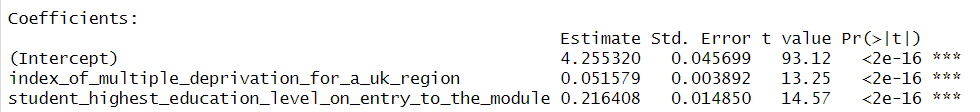 Coefficients:
Estimate Std. Error t value Pr(>|t|)
(Intercept) 4.255320 0.045699 93.12 <2e-16 ***
index_of_multiple_deprivation_for_a_uk_region 0.051579 0.003892 13.25 <2e-16 ***
student_highest_education_level_on_entry_to_the_module 0.216408 0.014850 14.57 <2e-16 ***